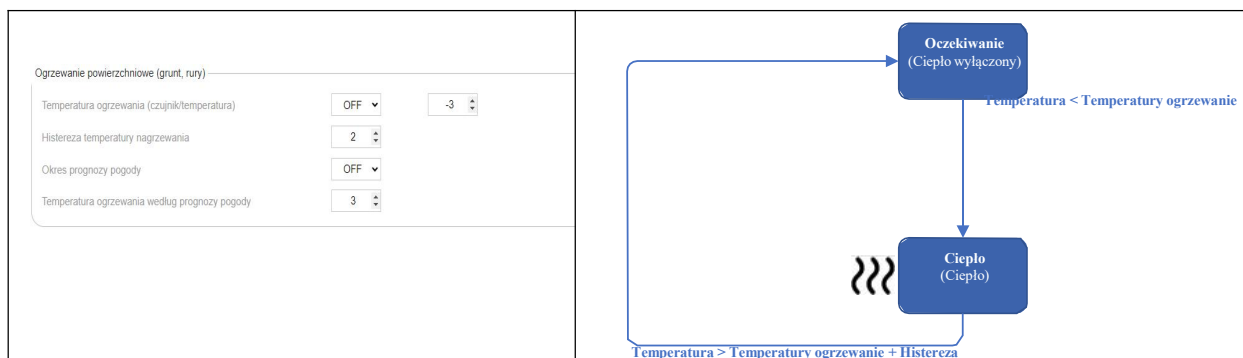 Ogrzewanie powierzchniowe (grunt, rury)
Temperatura ogrzewania (czujnik/temperatura) OFF -3
Histereza temperatury nagrzewania 2
Okres prognozy pogody OFF
Temperatura ogrzewania według prognozy pogody 3
Oczekiwanie
(Ciepło wyłączony)
Temperatura < Temperatury ogrzewanie
Ciepło
(Ciepło)
Temperatura > Temperatury ogrzewanie + Histereza